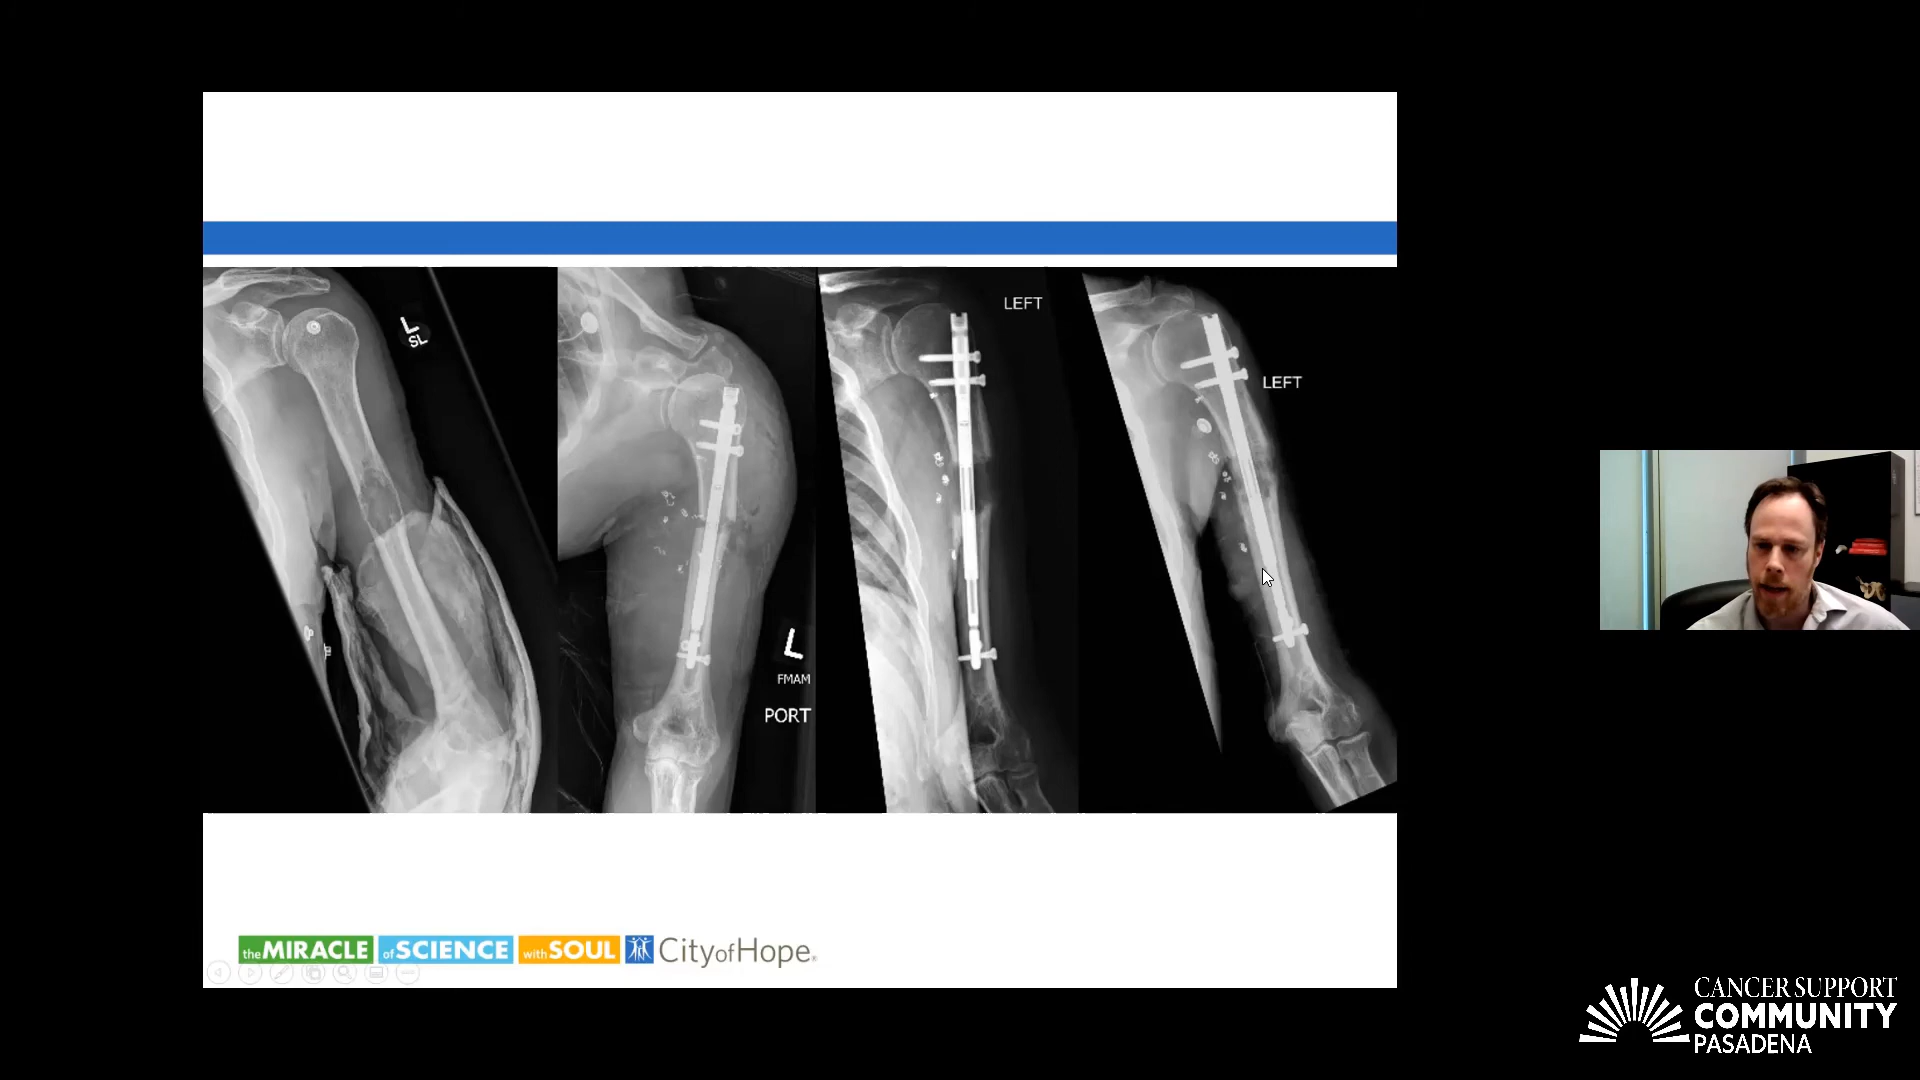 L
SL
L
FMAM
PORT
LEFT
LEFT
the MIRACLE of SCIENCE with SOUL City of Hope®
CANCER SUPPORT
COMMUNITY
PASADENA